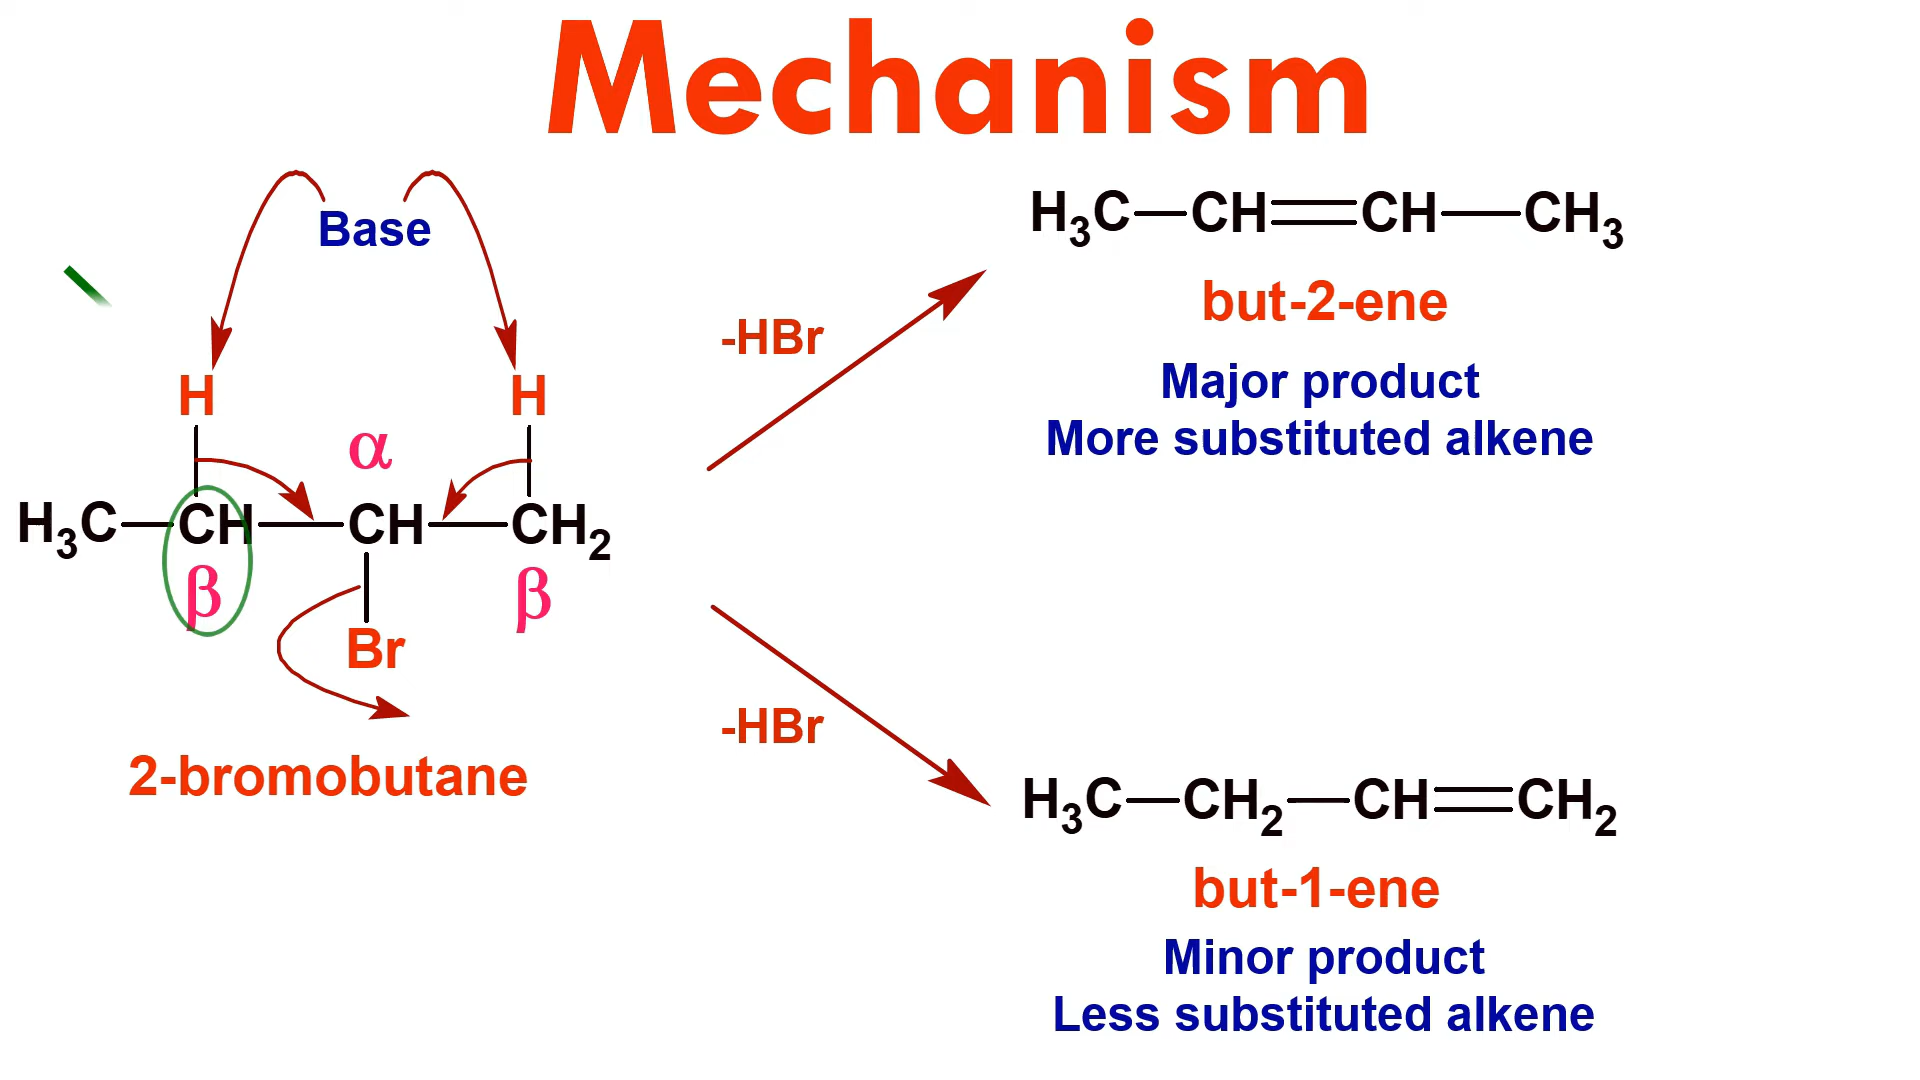 Mechanism
Base
H H
α
H₃C—CH—CH—CH₂
β β
Br
2-bromobutane
-HBr
H₃C—CH=CH—CH₃
but-2-ene
Major product
More substituted alkene
-HBr
H₃C—CH₂—CH=CH₂
but-1-ene
Minor product
Less substituted alkene